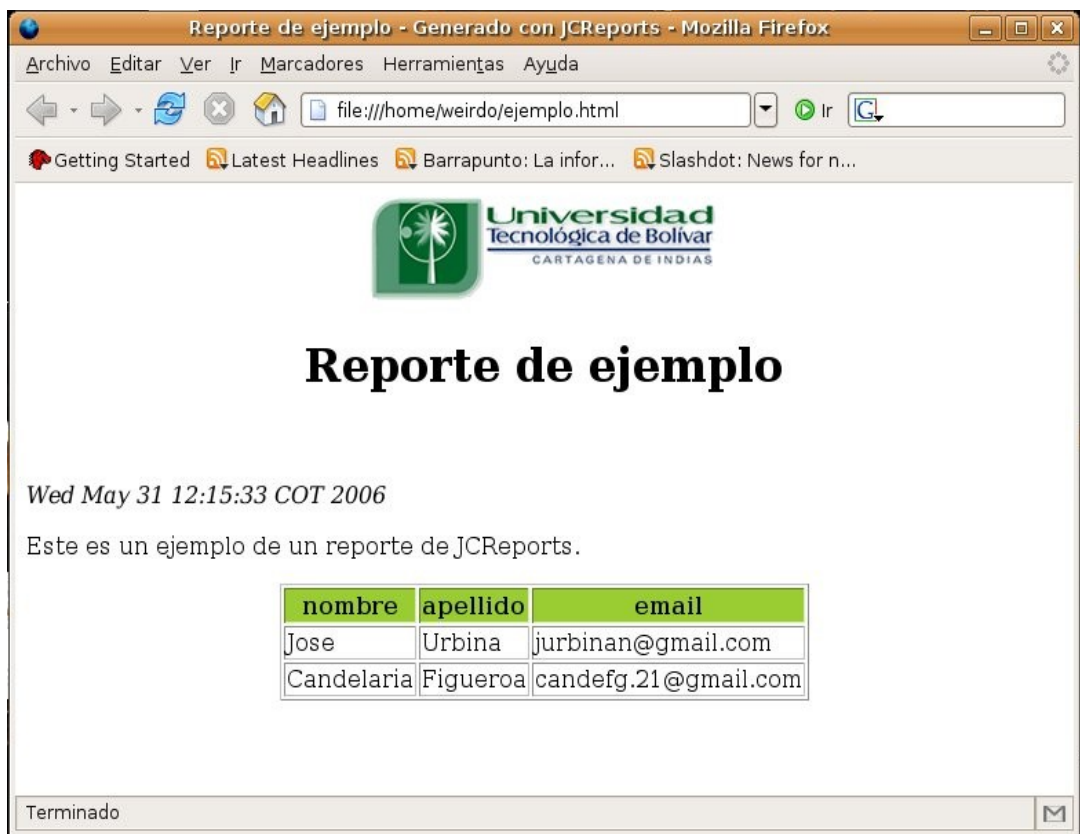 Reporte de ejemplo - Generado con JCReports - Mozilla Firefox
Archivo Editar Ver Ir Marcadores Herramientas Ayuda
file:///home/weirdo/ejemplo.html Ir G
Getting Started Latest Headlines Barrapunto: La infor... Slashdot: News for n...
Universidad
Tecnológica de Bolívar
CARTAGENA DE INDIAS
Reporte de ejemplo
Wed May 31 12:15:33 COT 2006
Este es un ejemplo de un reporte de JCReports.
nombre apellido email
Jose Urbina jurbinan@gmail.com
Candelaria Figueroa candefg.21@gmail.com
Terminado